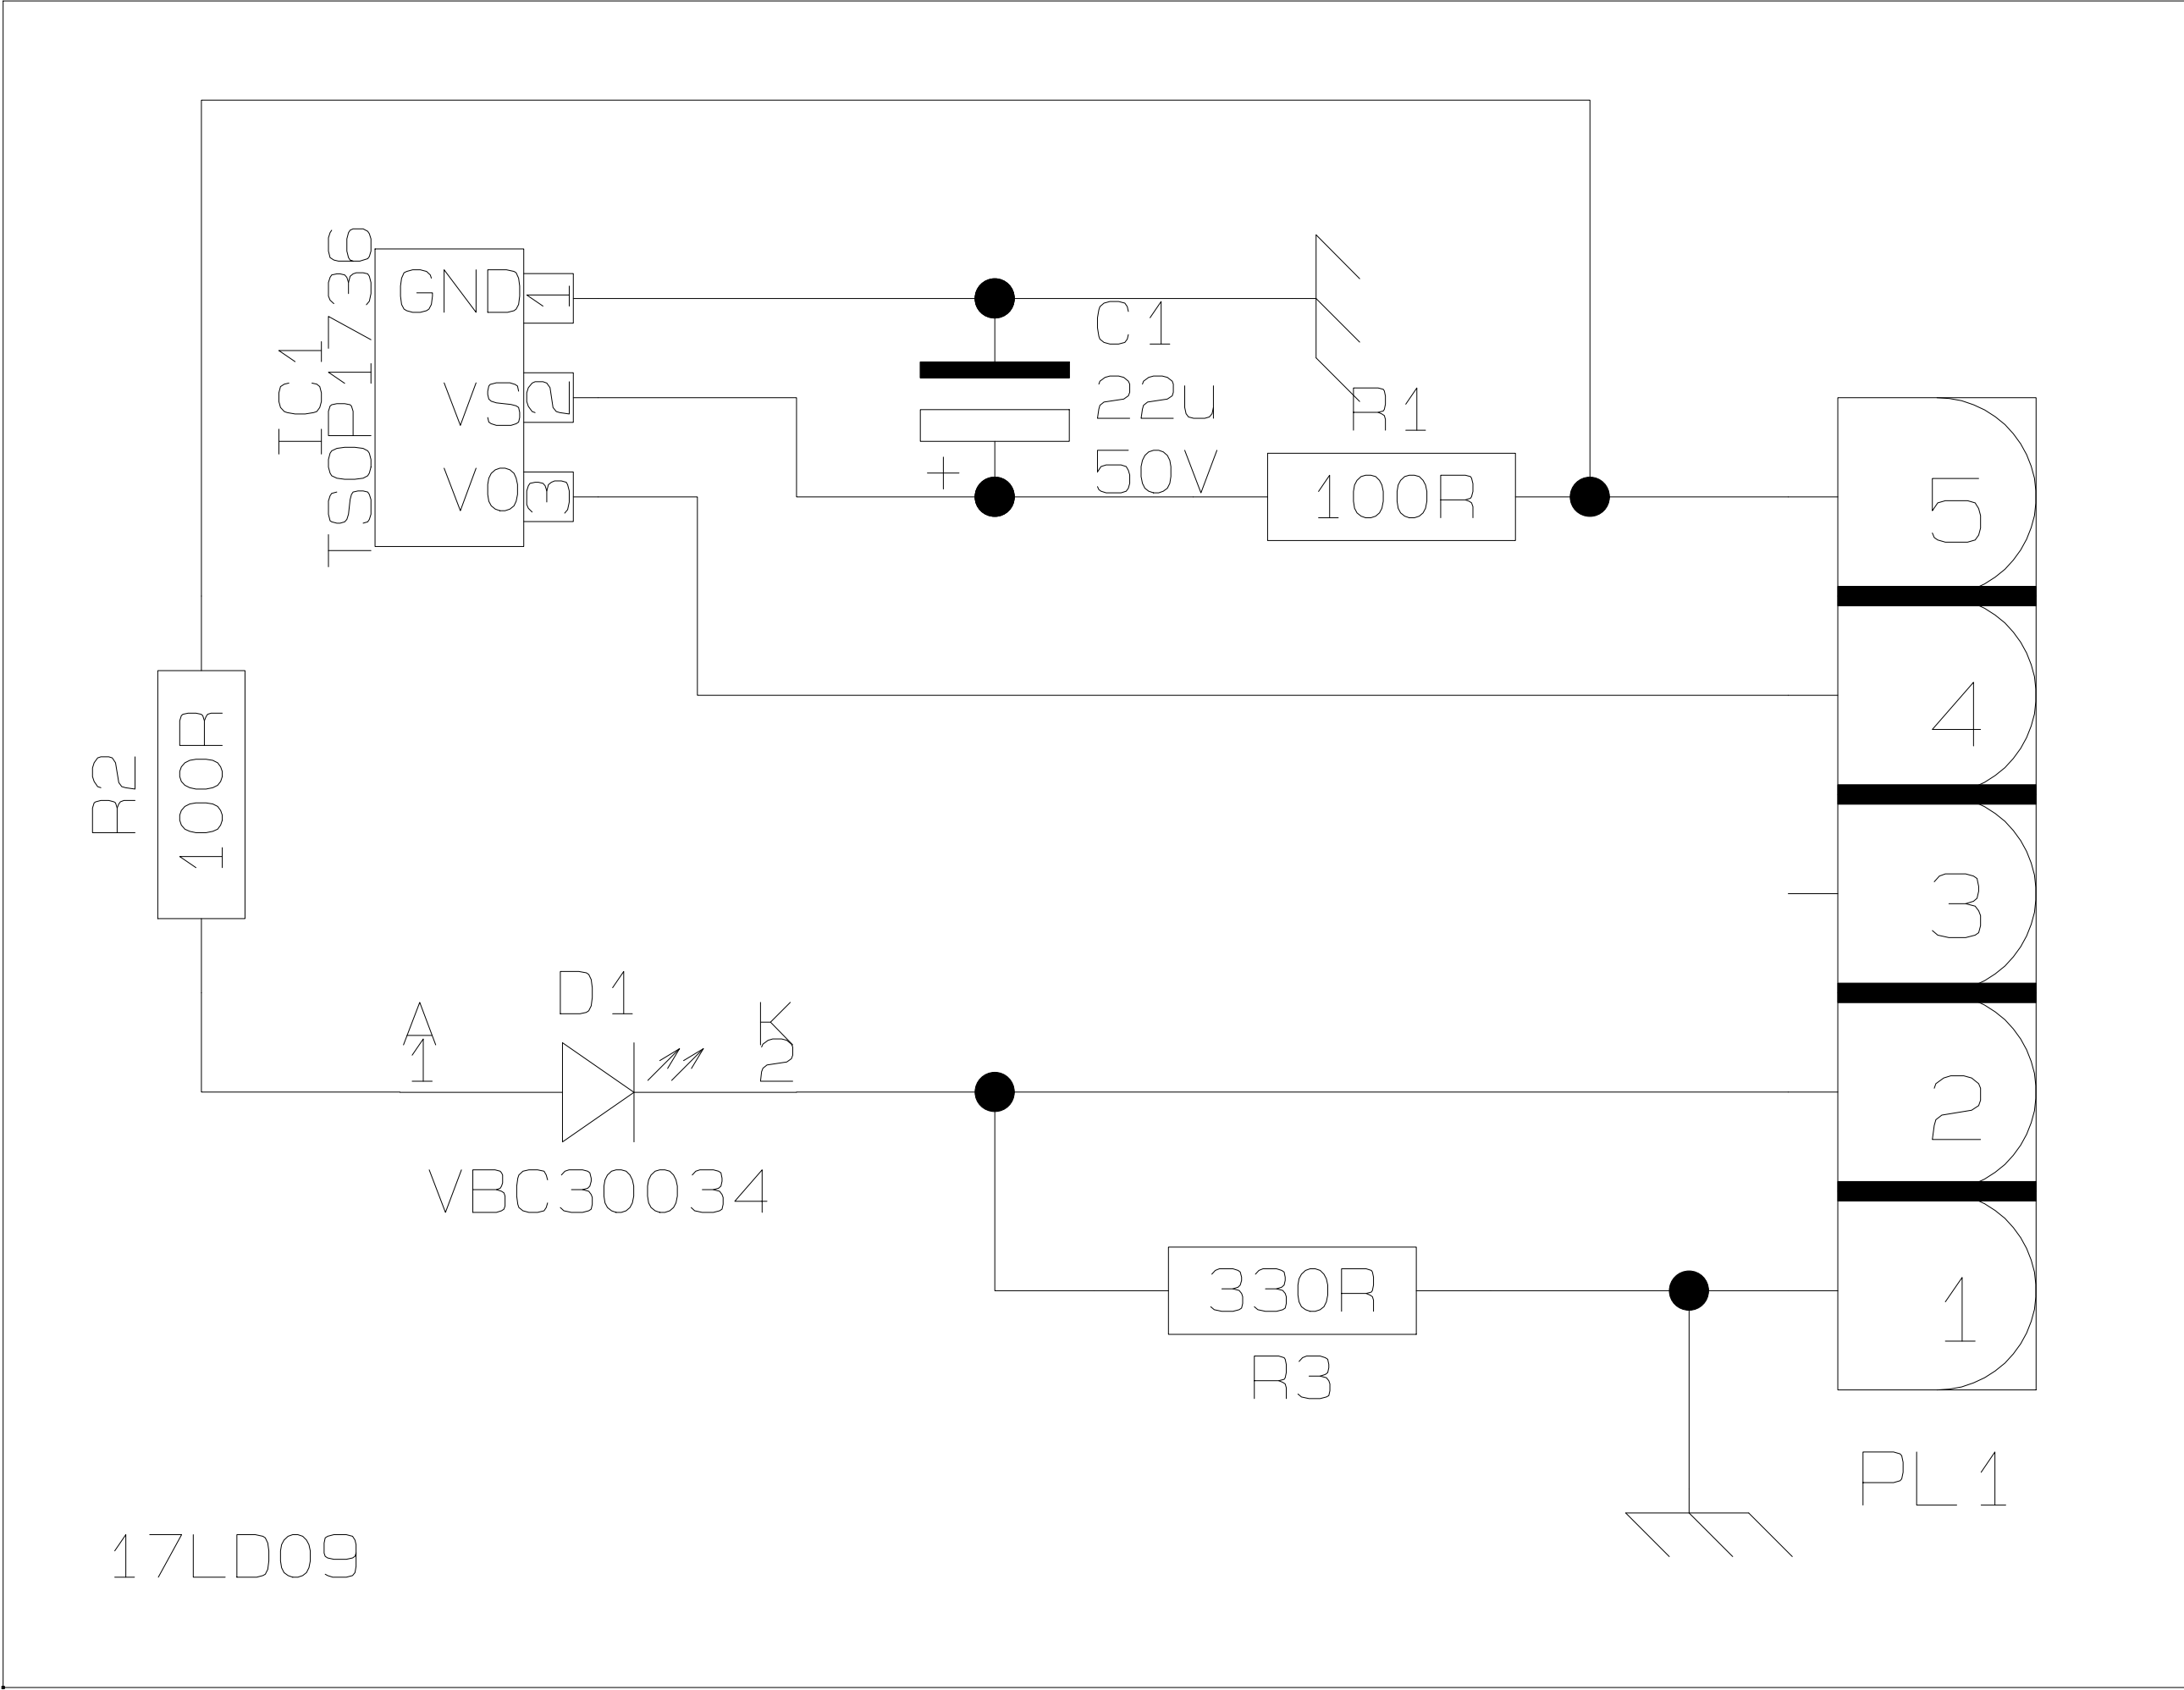 IC1
TSOP1736
GND
1
VS
2
VO
3
C1
22u
50V
R1
100R
5
4
3
2
1
PL1
R2
100R
D1
A
1
K
2
VBC30034
330R
R3
17LD09
+